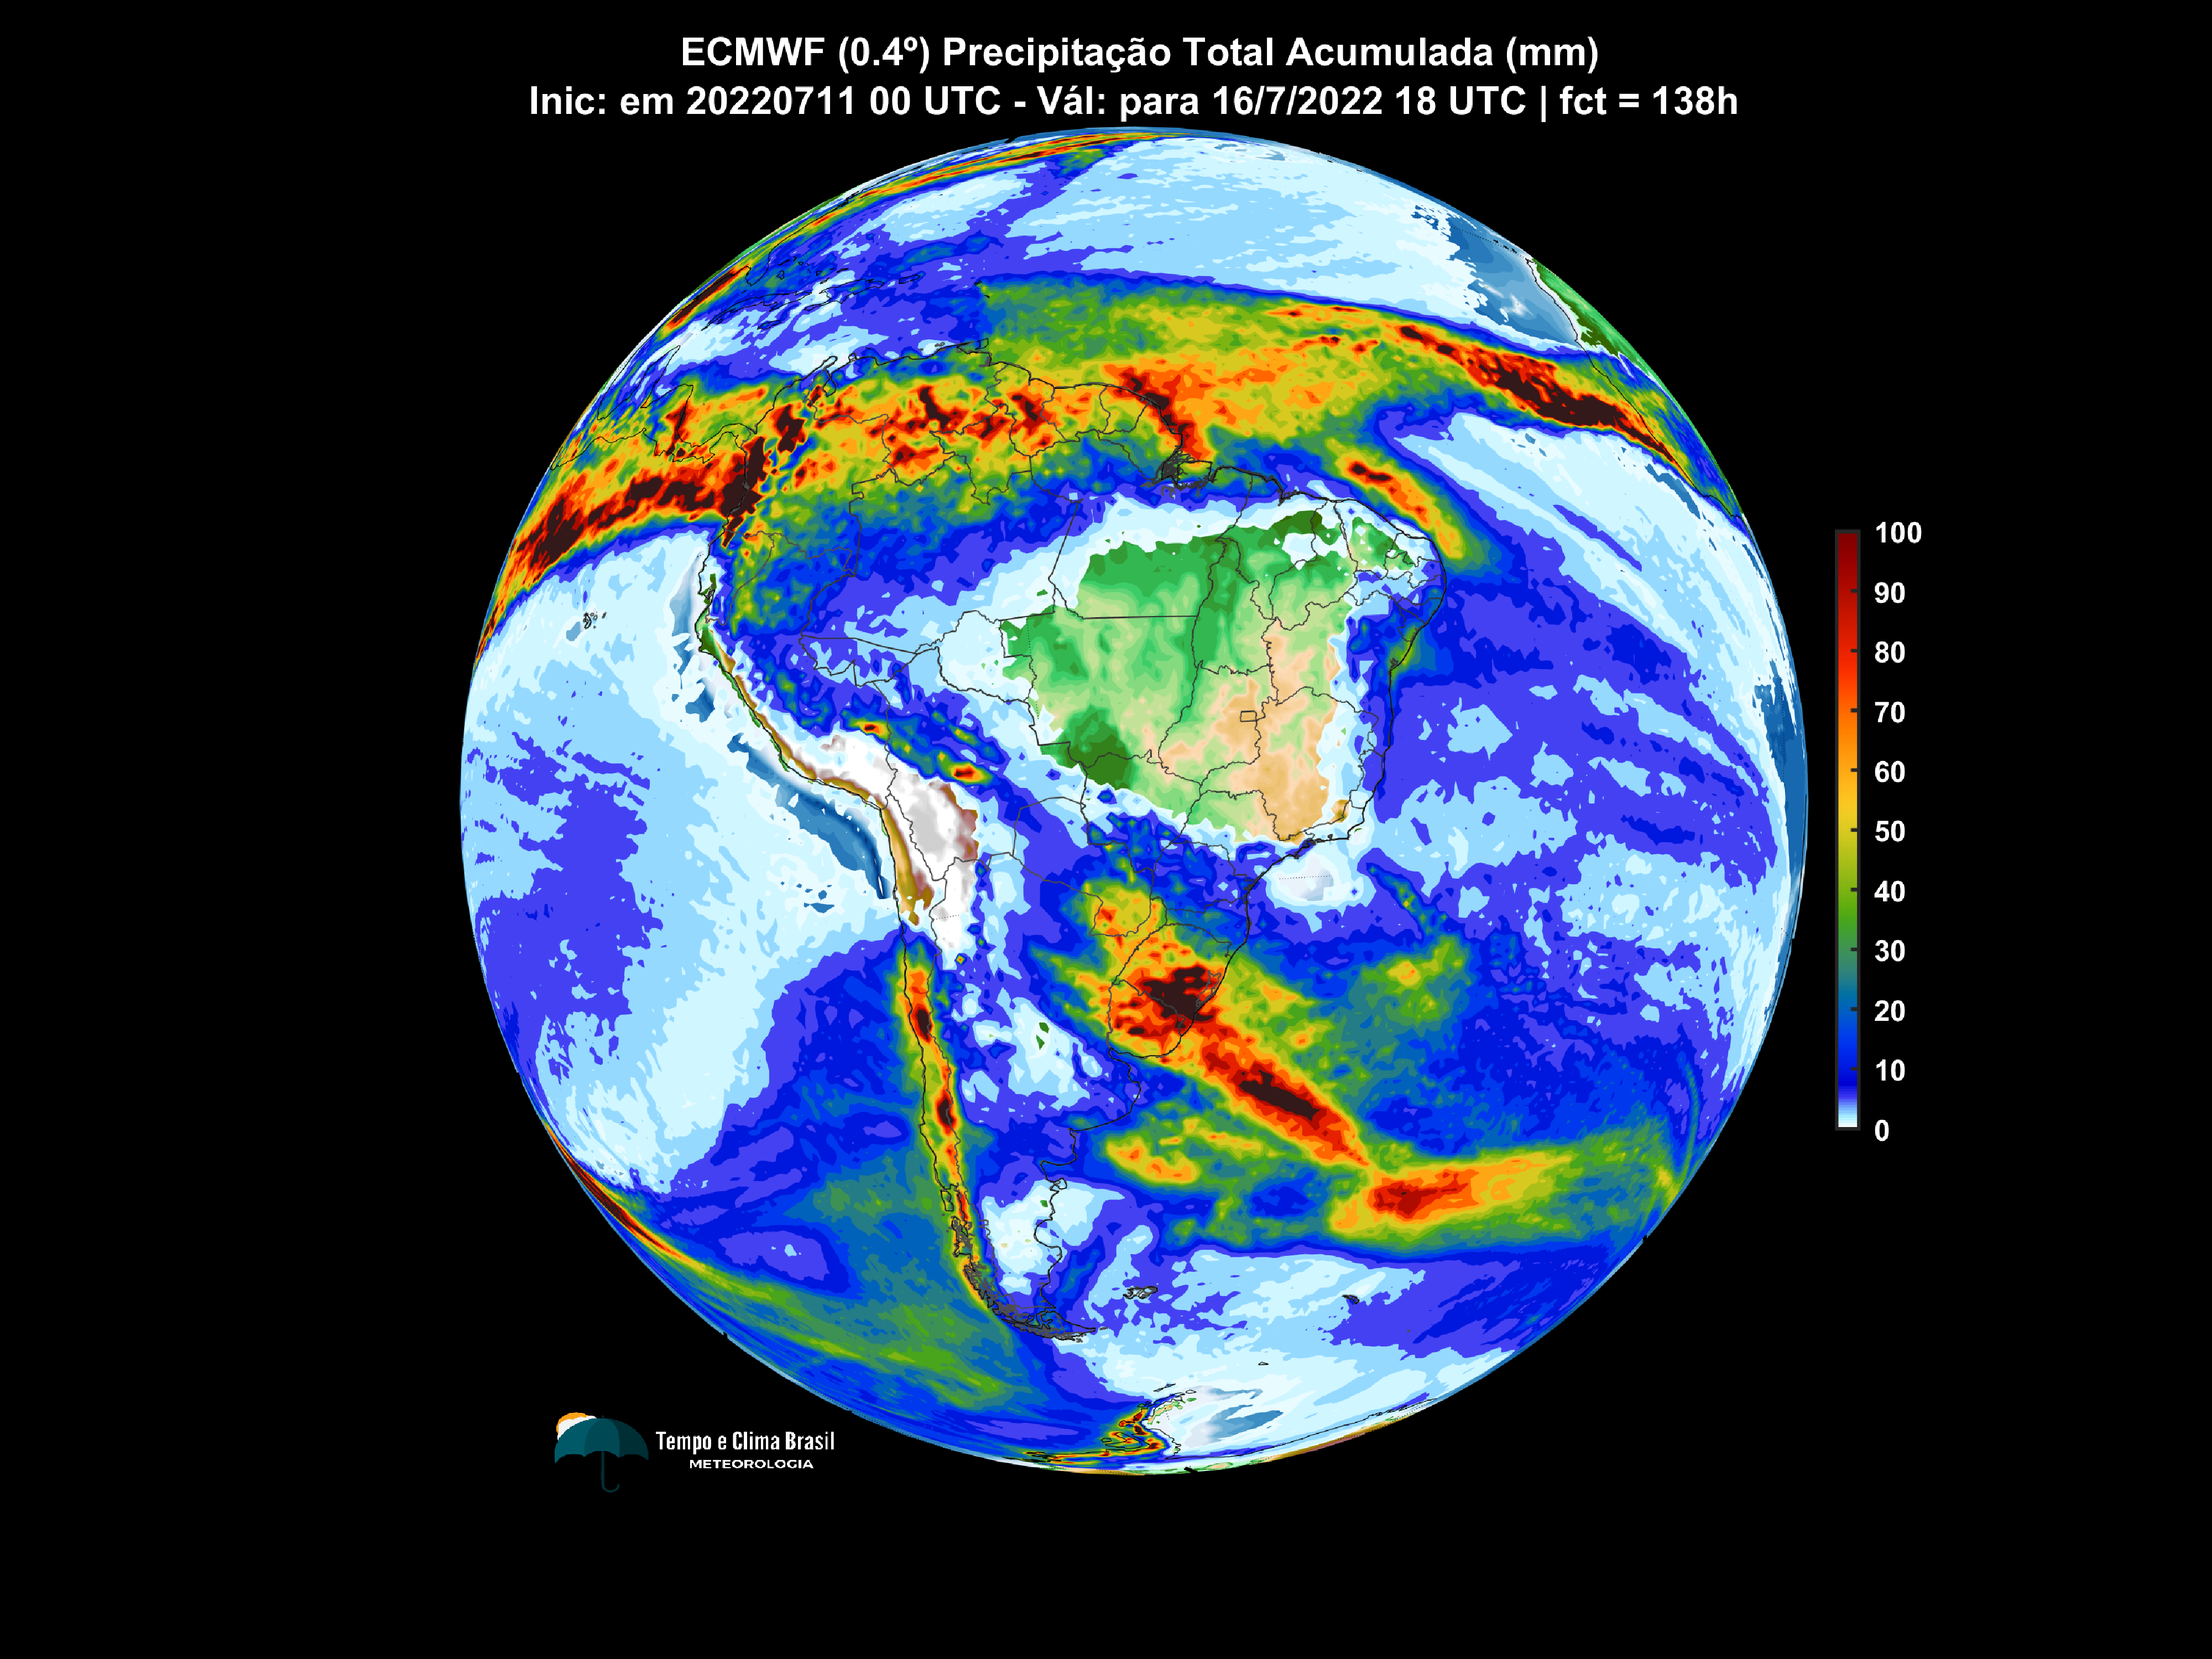 ECMWF (0.4º) Precipitação Total Acumulada (mm)
Inic: em 20220711 00 UTC - Vál: para 16/7/2022 18 UTC | fct = 138h
100
90
80
70
60
50
40
30
20
10
0
Tempo e Clima Brasil
METEOROLOGIA